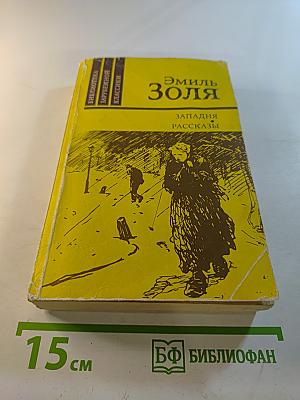 БИБЛИОТЕКА
ЗАРУБЕЖНОЙ
КЛАССИКИ
ЭМИЛЬ
ЗОЛЯ
ЗАПАДНЯ
РАССКАЗЫ
15 см
БФ БИБЛИОФАН